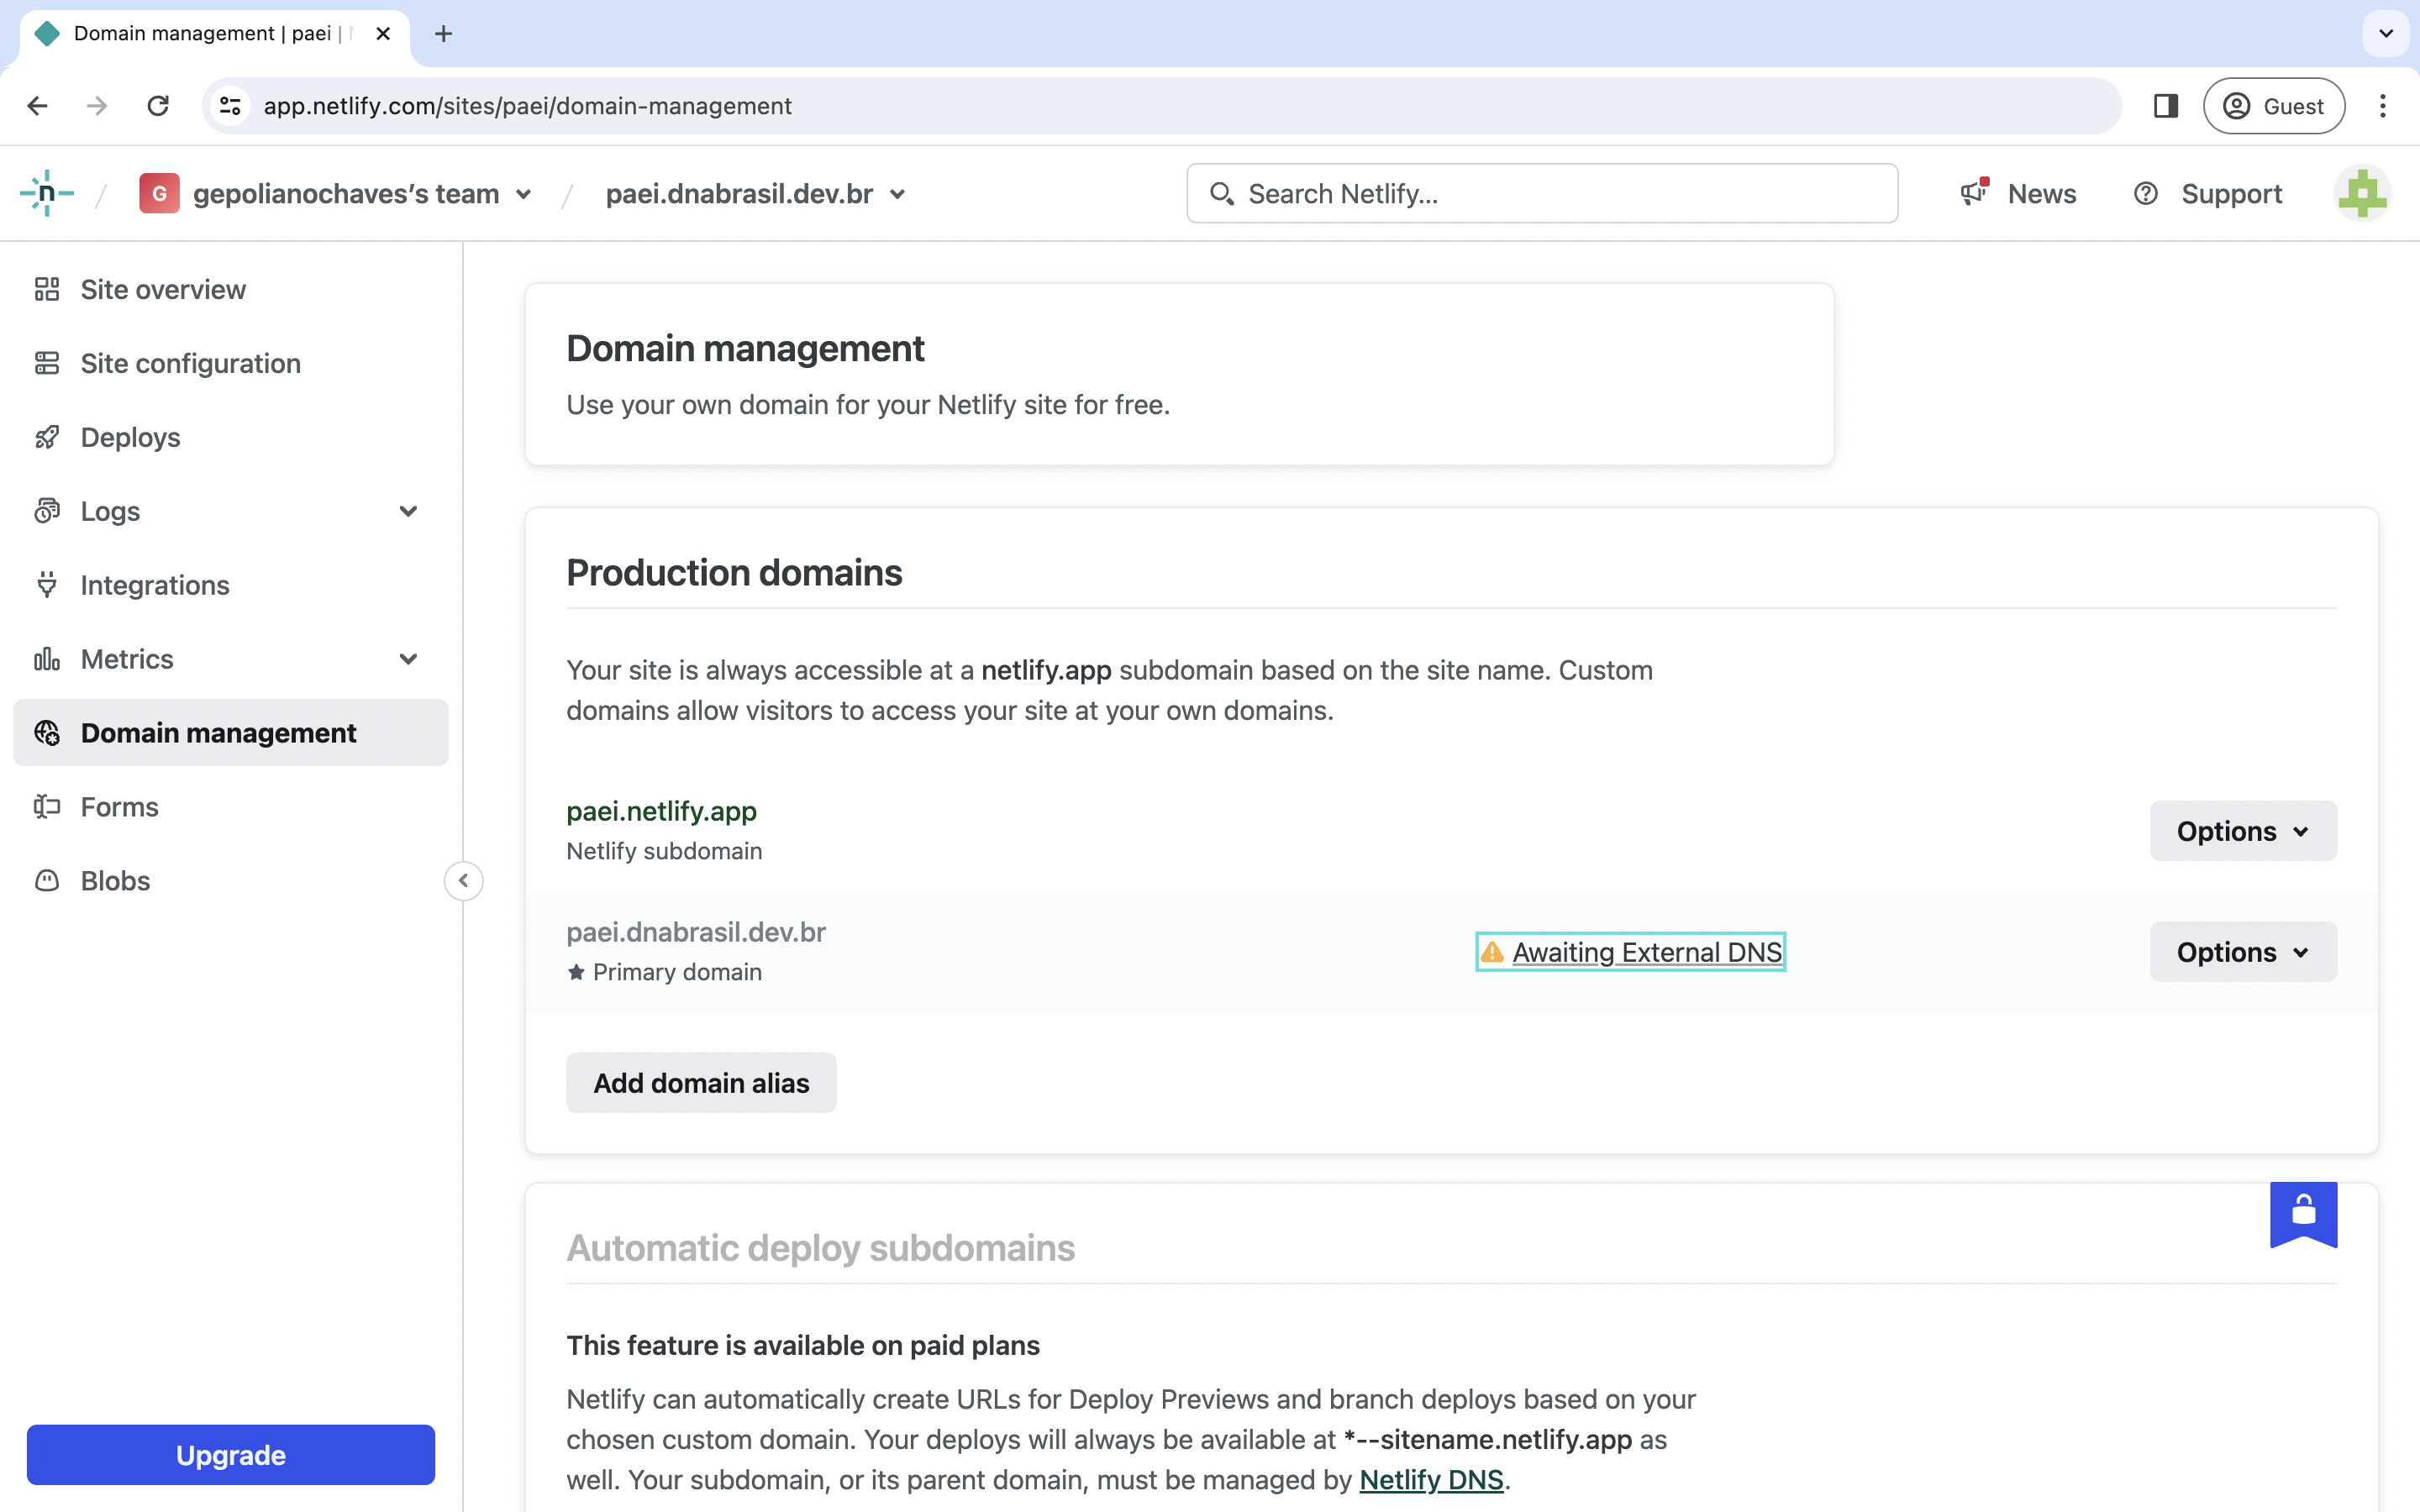 Domain management | paei |
app.netlify.com/sites/paei/domain-management
Guest
n
G
gepolianochaves’s team
paei.dnabrasil.dev.br
Search Netlify...
News
Support
Site overview
Site configuration
Deploys
Logs
Integrations
Metrics
Domain management
Forms
Blobs
Upgrade
Domain management
Use your own domain for your Netlify site for free.
Production domains
Your site is always accessible at a netlify.app subdomain based on the site name. Custom
domains allow visitors to access your site at your own domains.
paei.netlify.app
Netlify subdomain
Options
paei.dnabrasil.dev.br
Primary domain
Awaiting External DNS
Options
Add domain alias
Automatic deploy subdomains
This feature is available on paid plans
Netlify can automatically create URLs for Deploy Previews and branch deploys based on your
chosen custom domain. Your deploys will always be available at *--sitename.netlify.app as
well. Your subdomain, or its parent domain, must be managed by Netlify DNS.